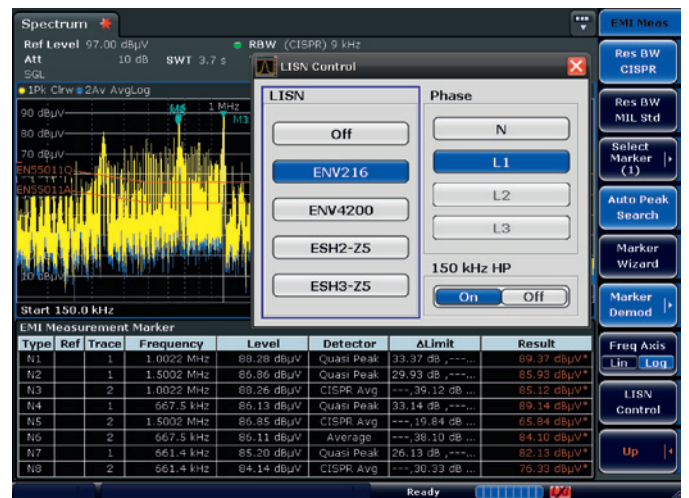 Spectrum
Ref Level 97.00 dBµV
RBW (CISPR) 9 kHz
Att 10 dB SWT 3.7 s
SGL
1Pk Clrw 2Av AvgLog
90 dBµV
80 dBµV
70 dBµV
EN55011Q
EN55011A
10 dBµV
M6
1 MHz
M3
Start 150.0 kHz
LISN Control
LISN
Off
ENV216
ENV4200
ESH2-Z5
ESH3-Z5
Phase
N
L1
L2
L3
150 kHz HP
On Off
EMI Measurement Marker
Type Ref Trace Frequency Level Detector ΔLimit Result
N1 1 1.0022 MHz 88.28 dBµV Quasi Peak 33.37 dB ,---... 89.37 dBµV*
N2 1 1.5002 MHz 86.86 dBµV Quasi Peak 29.93 dB ,---... 85.93 dBµV*
N3 2 1.0022 MHz 88.26 dBµV CISPR Avg ---,39.12 dB ... 85.12 dBµV*
N4 1 667.5 kHz 86.13 dBµV Quasi Peak 33.14 dB ,---... 89.14 dBµV*
N5 2 1.5002 MHz 86.85 dBµV CISPR Avg ---,19.84 dB ... 65.84 dBµV*
N6 2 667.5 kHz 86.11 dBµV Average ---,38.10 dB ... 84.10 dBµV*
N7 1 661.4 kHz 85.20 dBµV Quasi Peak 26.13 dB ,---... 82.13 dBµV*
N8 2 661.4 kHz 84.14 dBµV CISPR Avg ---,30.33 dB ... 76.33 dBµV*
Ready
EMI Meas
Res BW
CISPR
Res BW
MIL Std
Select
Marker
(1)
Auto Peak
Search
Marker
Wizard
Marker
Demod
Freq Axis
Lin Log
LISN
Control
Up